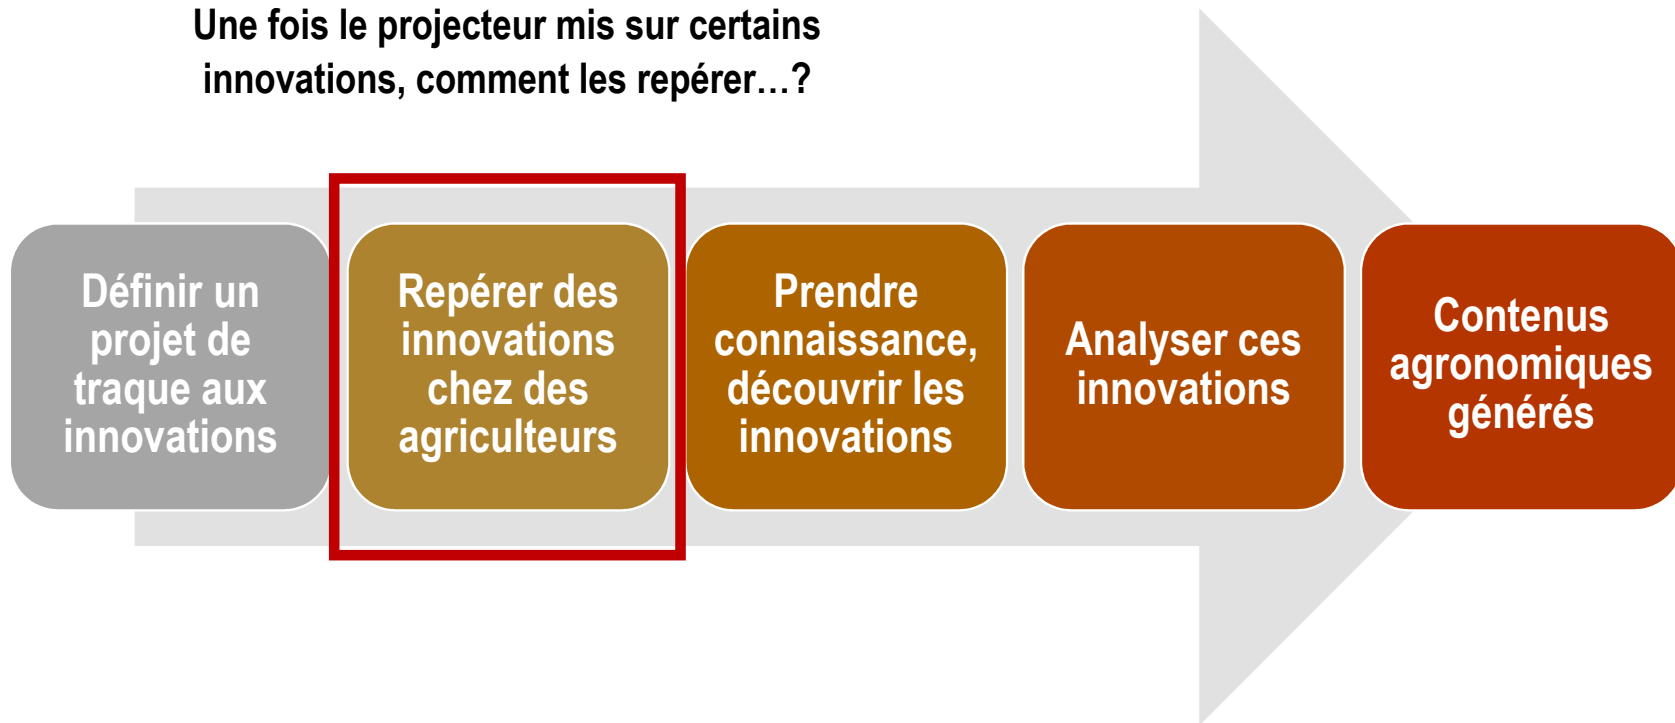 Une fois le projecteur mis sur certains
innovations, comment les repérer…?
Définir un
projet de
traque aux
innovations
Repérer des
innovations
chez des
agriculteurs
Prendre
connaissance,
découvrir les
innovations
Analyser ces
innovations
Contenus
agronomiques
générés